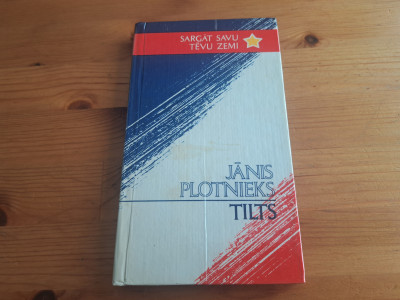 SARGĀT SAVU
TĒVU ZEMI
JĀNIS
PLOTNIEKS
TILTS